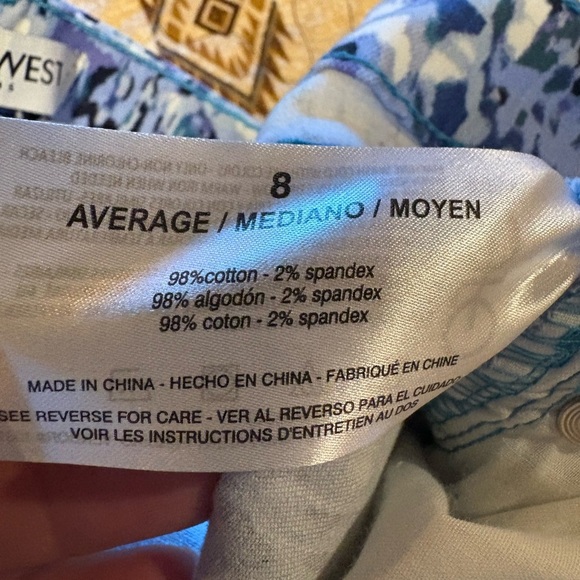 WEST
8
AVERAGE / MEDIANO / MOYEN
98%cotton - 2% spandex
98% algodón - 2% spandex
98% coton - 2% spandex
MADE IN CHINA - HECHO EN CHINA - FABRIQUÉ EN CHINE
SEE REVERSE FOR CARE - VER AL REVERSO PARA EL CUIDADO
VOIR LES INSTRUCTIONS D'ENTRETIEN AU DOS